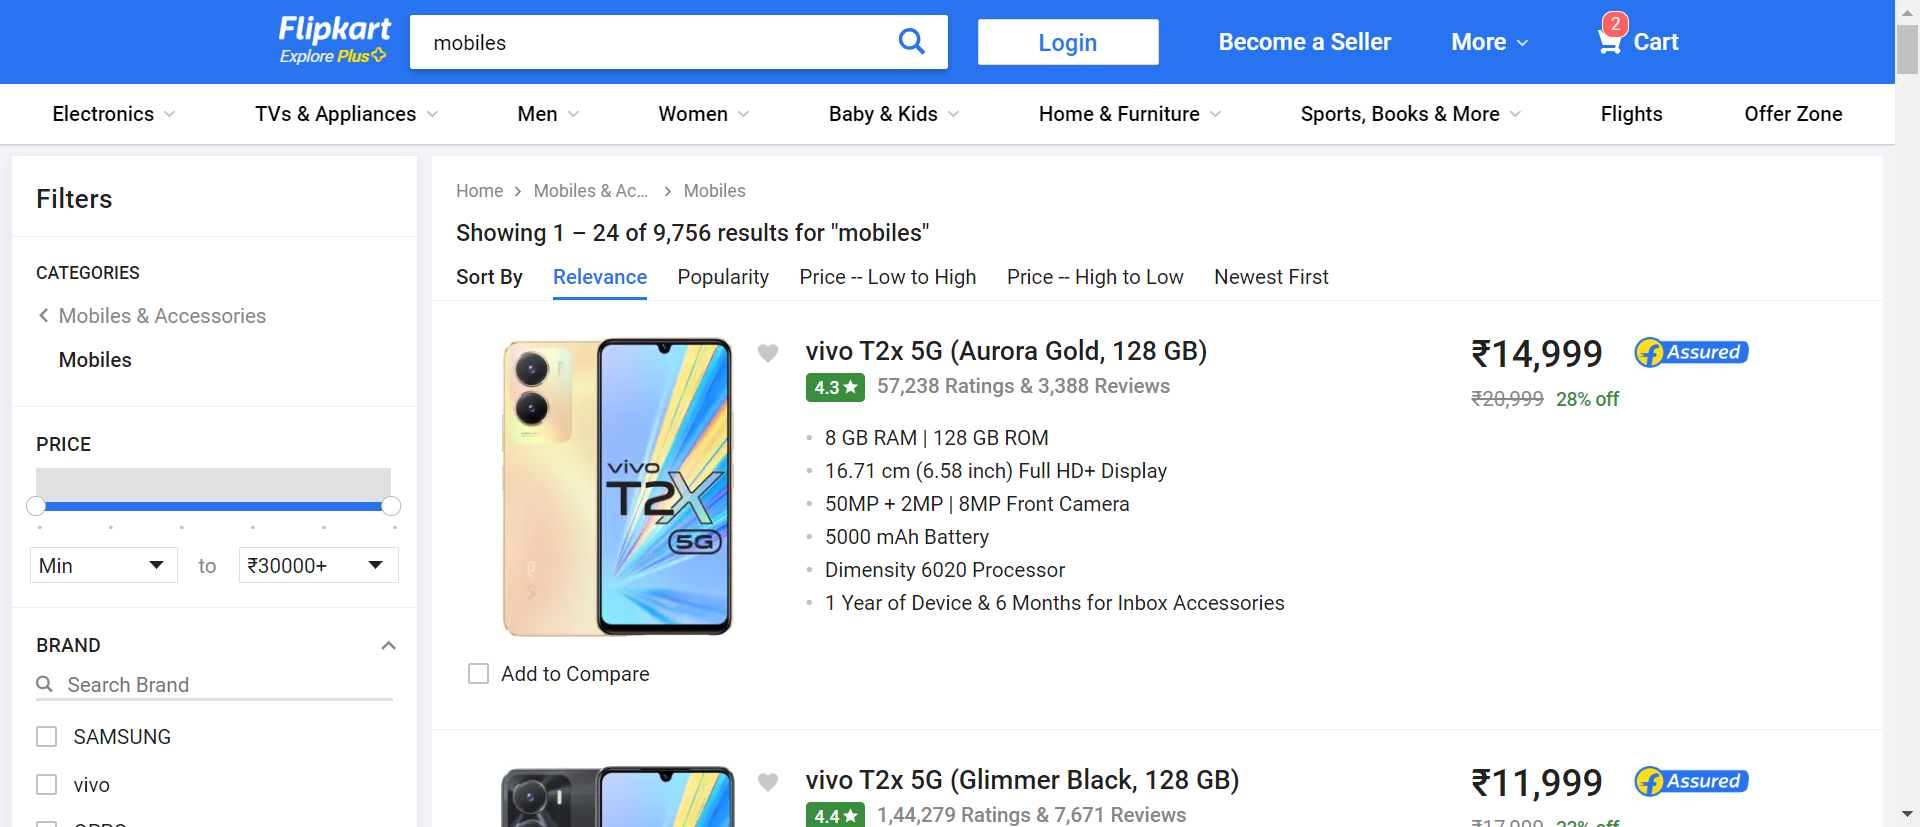 Flipkart
Explore Plus
mobiles
Login
Become a Seller
More
2
Cart
Electronics
TVs & Appliances
Men
Women
Baby & Kids
Home & Furniture
Sports, Books & More
Flights
Offer Zone
Filters
CATEGORIES
Mobiles & Accessories
Mobiles
PRICE
Min
to
₹30000+
BRAND
Search Brand
SAMSUNG
vivo
Home
Mobiles & Ac...
Mobiles
Showing 1 – 24 of 9,756 results for "mobiles"
Sort By
Relevance
Popularity
Price -- Low to High
Price -- High to Low
Newest First
vivo
T2X
5G
vivo
Add to Compare
vivo T2x 5G (Aurora Gold, 128 GB)
4.3★
57,238 Ratings & 3,388 Reviews
8 GB RAM | 128 GB ROM
16.71 cm (6.58 inch) Full HD+ Display
50MP + 2MP | 8MP Front Camera
5000 mAh Battery
Dimensity 6020 Processor
1 Year of Device & 6 Months for Inbox Accessories
₹14,999
Assured
₹20,999
28% off
vivo T2x 5G (Glimmer Black, 128 GB)
4.4★
1,44,279 Ratings & 7,671 Reviews
₹11,999
Assured